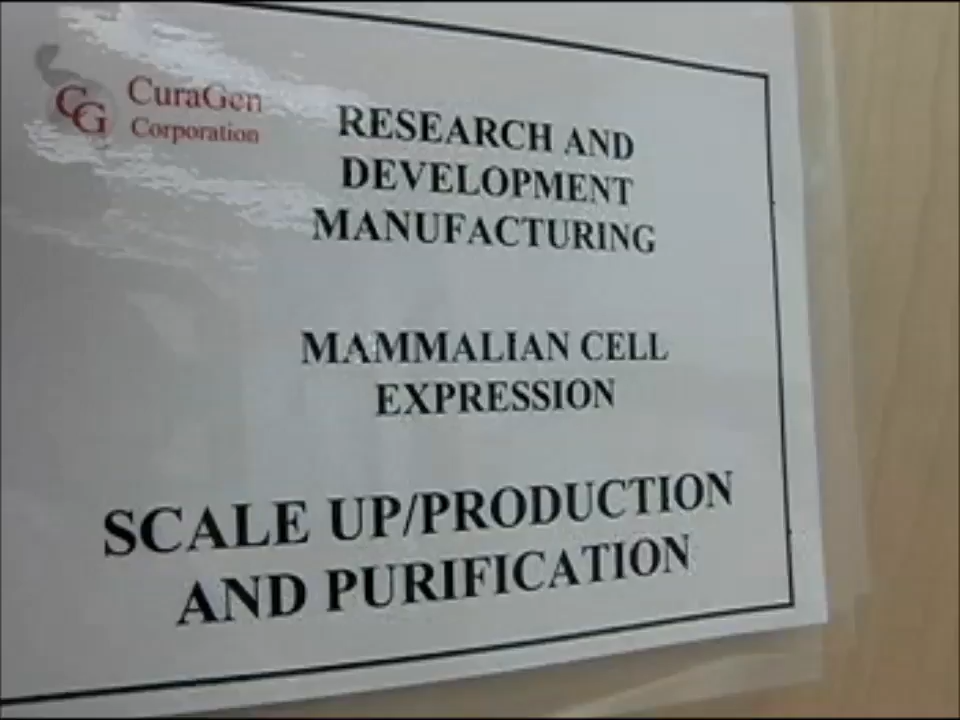 CG
CuraGen
Corporation
RESEARCH AND
DEVELOPMENT
MANUFACTURING
MAMMALIAN CELL
EXPRESSION
SCALE UP/PRODUCTION
AND PURIFICATION